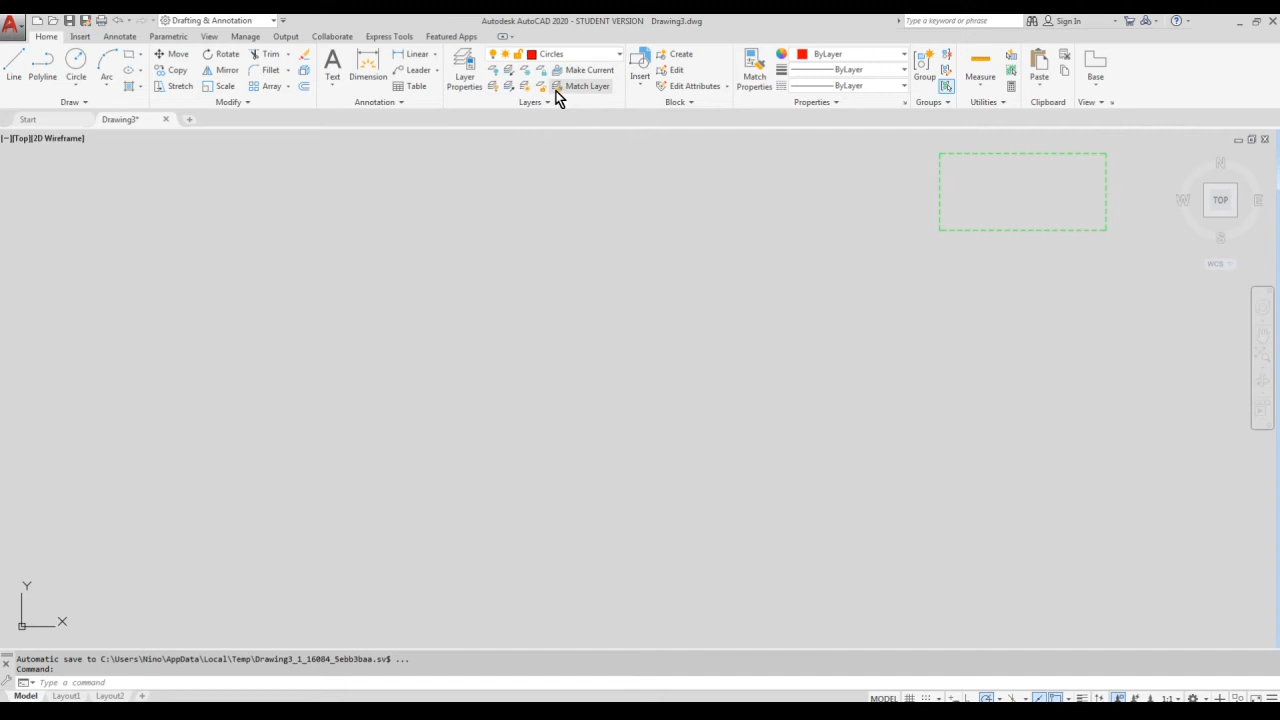 A Drafting & Annotation Autodesk AutoCAD 2020 - STUDENT VERSION Drawing3.dwg Type a keyword or phrase Sign In
Home Insert Annotate Parametric View Manage Output Collaborate Express Tools Featured Apps
Line Polyline Circle Arc
Move Rotate Trim
Copy Mirror Fillet
Stretch Scale Array
Text Dimension
Linear
Leader
Table
Layer Properties
Circles
Make Current
Match Layer
Insert
Create
Edit
Edit Attributes
Match Properties
ByLayer
ByLayer
ByLayer
Group Measure Paste Base
Draw Modify Annotation Layers Block Properties Groups Utilities Clipboard View
Start Drawing3*
[−][Top][2D Wireframe]
N
W TOP E
S
WCS
Y
X
Automatic save to C:\Users\Nino\AppData\Local\Temp\Drawing3_1_16084_5ebb3baa.sv$ ...
Command:
Type a command
Model Layout1 Layout2 + MODEL 1:1